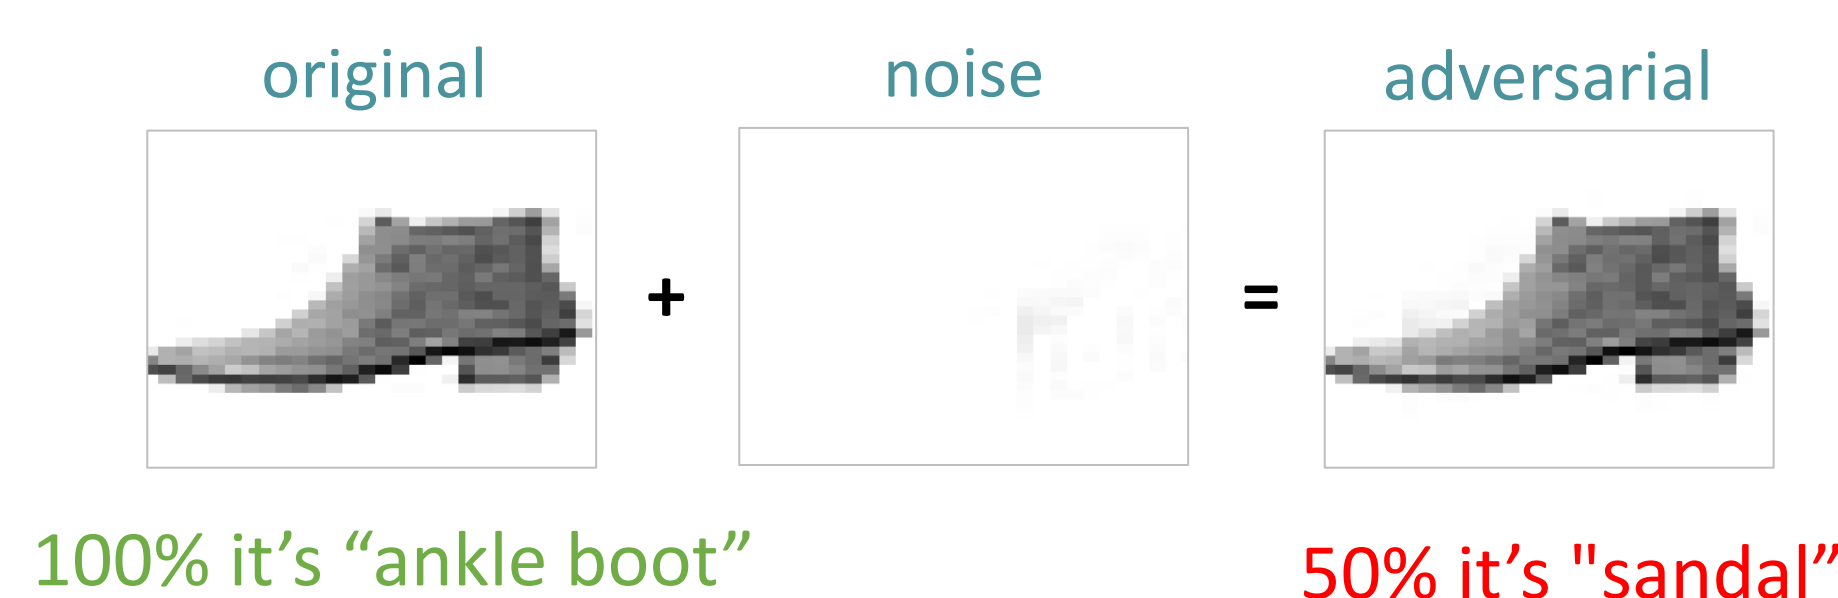 original
noise
adversarial
+
=
100% it’s “ankle boot”
50% it’s "sandal”